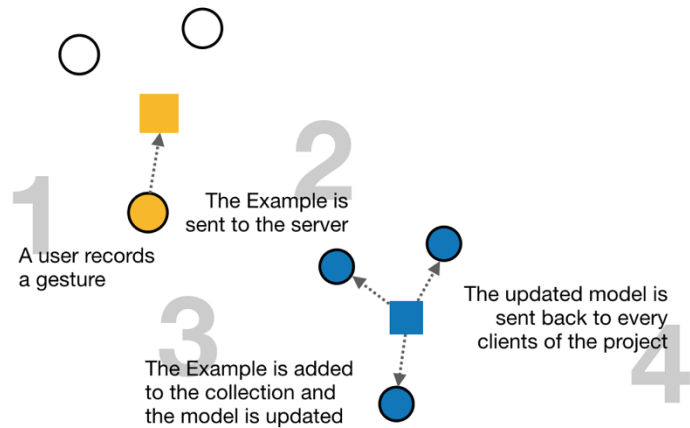 1
A user records
a gesture
2
The Example is
sent to the server
3
The Example is added
to the collection and
the model is updated
4
The updated model is
sent back to every
clients of the project